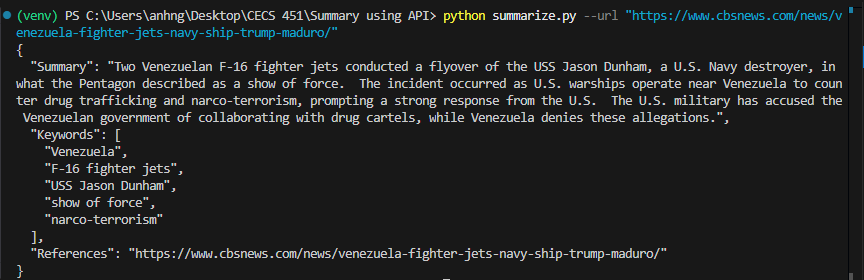 (venv) PS C:\Users\anhng\Desktop\CECS 451\Summary using API> python summarize.py --url "https://www.cbsnews.com/news/v
enezuela-fighter-jets-navy-ship-trump-maduro/"
{
  "Summary": "Two Venezuelan F-16 fighter jets conducted a flyover of the USS Jason Dunham, a U.S. Navy destroyer, in
what the Pentagon described as a show of force.  The incident occurred as U.S. warships operate near Venezuela to coun
ter drug trafficking and narco-terrorism, prompting a strong response from the U.S.  The U.S. military has accused the
 Venezuelan government of collaborating with drug cartels, while Venezuela denies these allegations.",
  "Keywords": [
    "Venezuela",
    "F-16 fighter jets",
    "USS Jason Dunham",
    "show of force",
    "narco-terrorism"
  ],
  "References": "https://www.cbsnews.com/news/venezuela-fighter-jets-navy-ship-trump-maduro/"
}